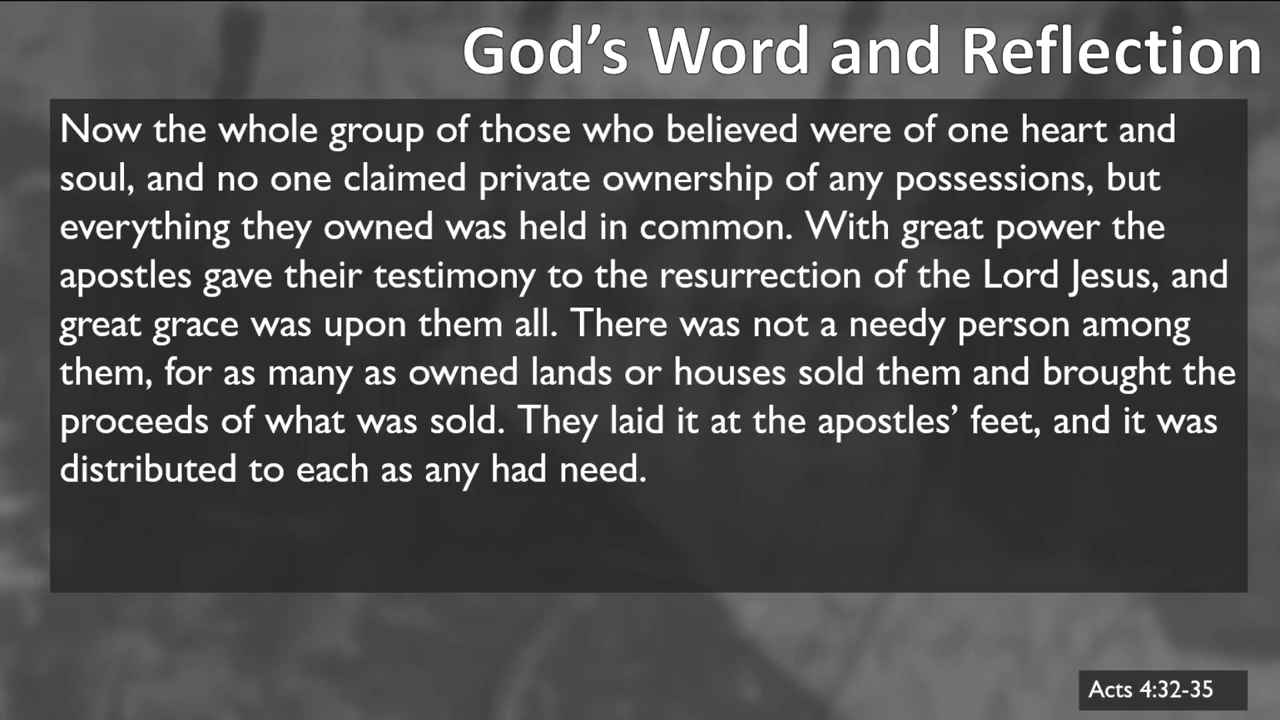 God’s Word and Reflection
Now the whole group of those who believed were of one heart and
soul, and no one claimed private ownership of any possessions, but
everything they owned was held in common. With great power the
apostles gave their testimony to the resurrection of the Lord Jesus, and
great grace was upon them all. There was not a needy person among
them, for as many as owned lands or houses sold them and brought the
proceeds of what was sold. They laid it at the apostles’ feet, and it was
distributed to each as any had need.
Acts 4:32-35